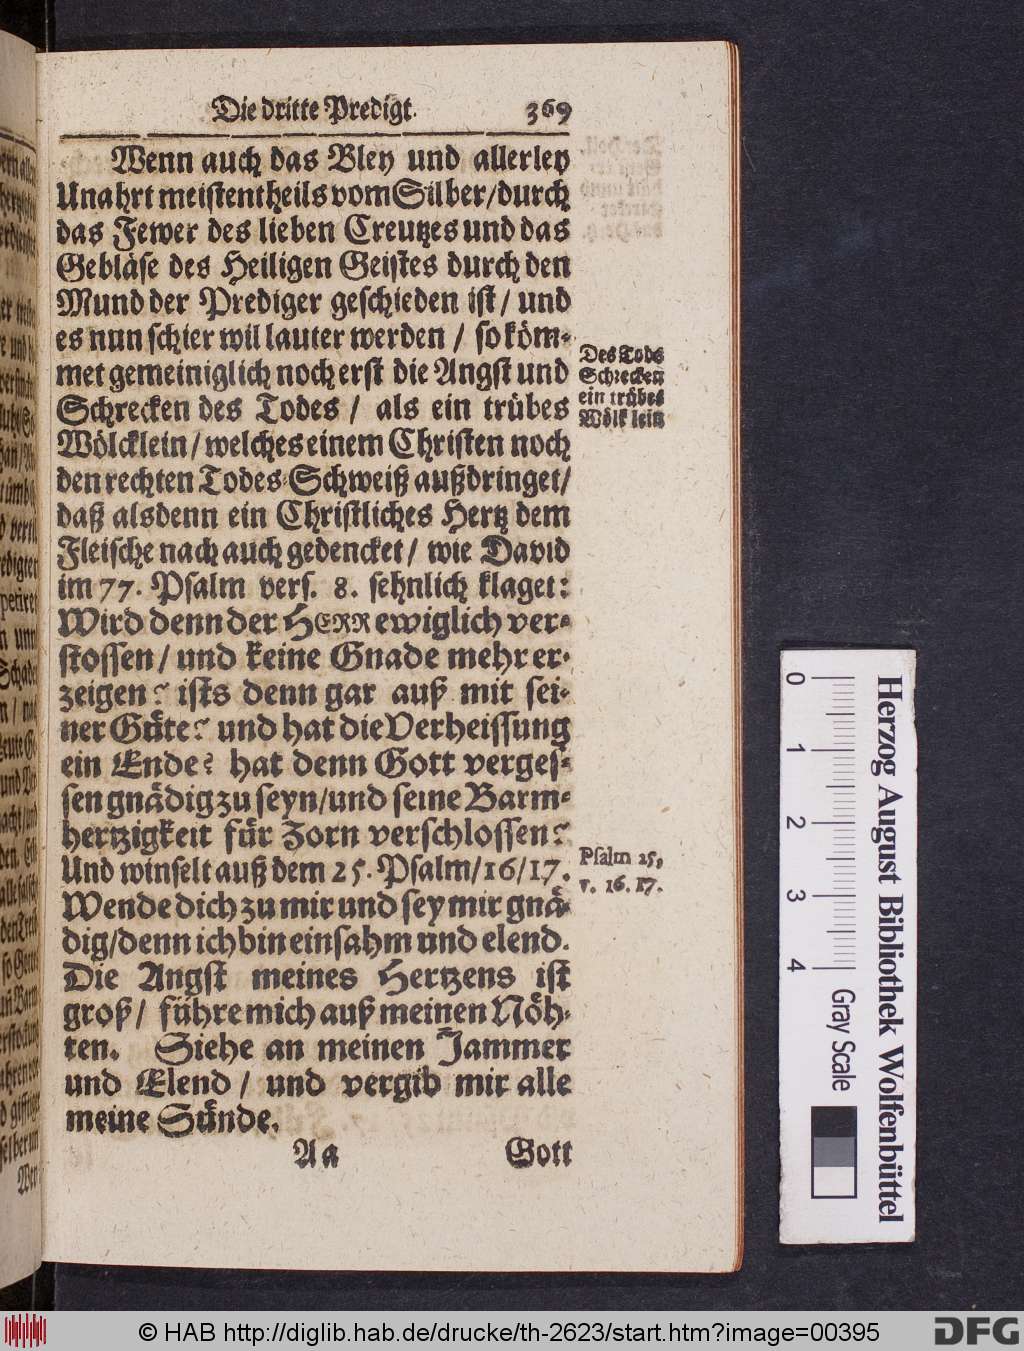 Die dritte Predigt. 369
Wenn auch das Bley und allerley
Unahrt meistentheils vom Silber/durch
das Fewer des lieben Creutzes und das
Gebläse des Heiligen Geistes durch den
Mund der Prediger geschieden ist/ und
es nun schier wil lauter werden / so köm-
met gemeiniglich noch erst die Angst und
Schrecken des Todes / als ein trübes
Wölcklein/welches einem Christen noch
den rechten Todes-Schweiß außdringet/
daß alsdenn ein Christliches Hertz dem
Fleische nach auch gedencket/ wie David
im 77. Psalm vers. 8. sehnlich klaget:
Wird denn der HERR ewiglich ver-
stossen/ und keine Gnade mehr er-
zeigen? ists denn gar auß mit sei-
ner Güte? und hat die Verheissung
ein Ende? hat denn Gott verges-
sen gnädig zu seyn/und seine Barm-
hertzigkeit für Zorn verschlossen?
Und winselt auß dem 25. Psalm/16/17.
Wende dich zu mir und sey mir gnä-
dig/denn ich bin einsahm und elend.
Die Angst meines Hertzens ist
groß/ führe mich auß meinen Nöh-
ten. Siehe an meinen Jammer
und Elend/ und vergib mir alle
meine Sünde.
Aa Gott
Des Tods
Schrecken
ein trübes
Wölklein
Psalm 25,
v. 16. 17.
0 1 2 3 4 Gray Scale
Herzog August Bibliothek Wolfenbüttel
© HAB http://diglib.hab.de/drucke/th-2623/start.htm?image=00395
DFG